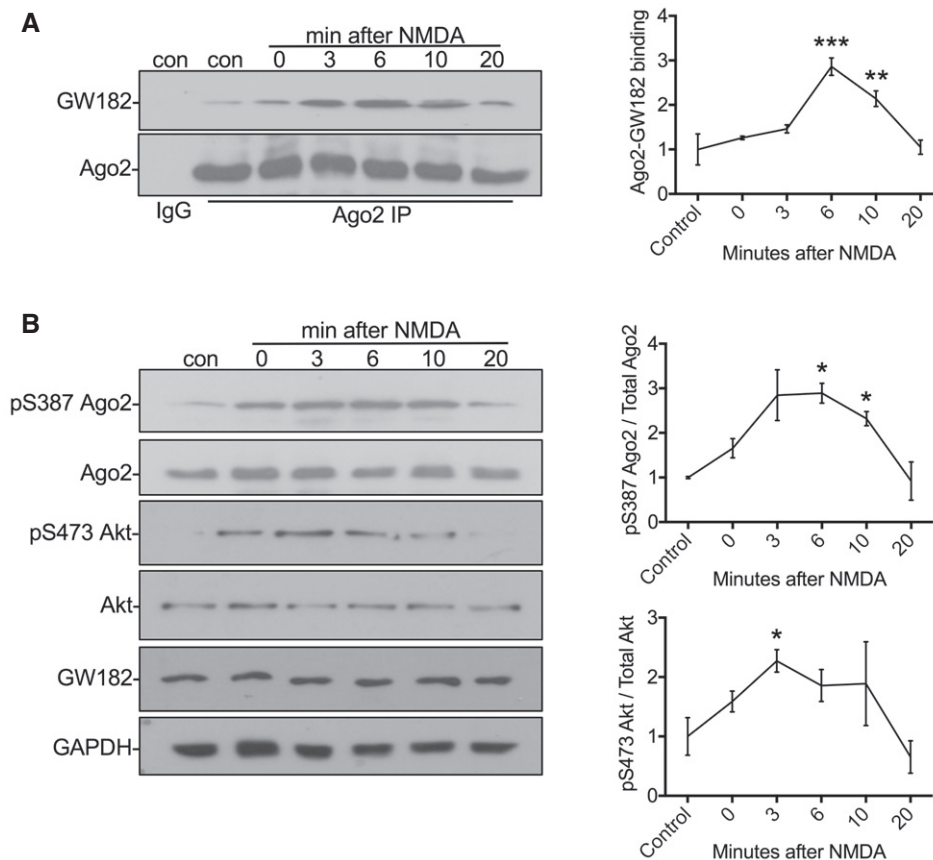 A
min after NMDA
con con 0 3 6 10 20
GW182
Ago2
IgG Ago2 IP
Ago2-GW182 binding
4
3
2
1
0
*** **
Control 0 3 6 10 20
Minutes after NMDA
B
min after NMDA
con 0 3 6 10 20
pS387 Ago2
Ago2
pS473 Akt
Akt
GW182
GAPDH
pS387 Ago2 / Total Ago2
4
3
2
1
0
* *
Control 0 3 6 10 20
Minutes after NMDA
pS473 Akt / Total Akt
3
2
1
0
*
Control 0 3 6 10 20
Minutes after NMDA